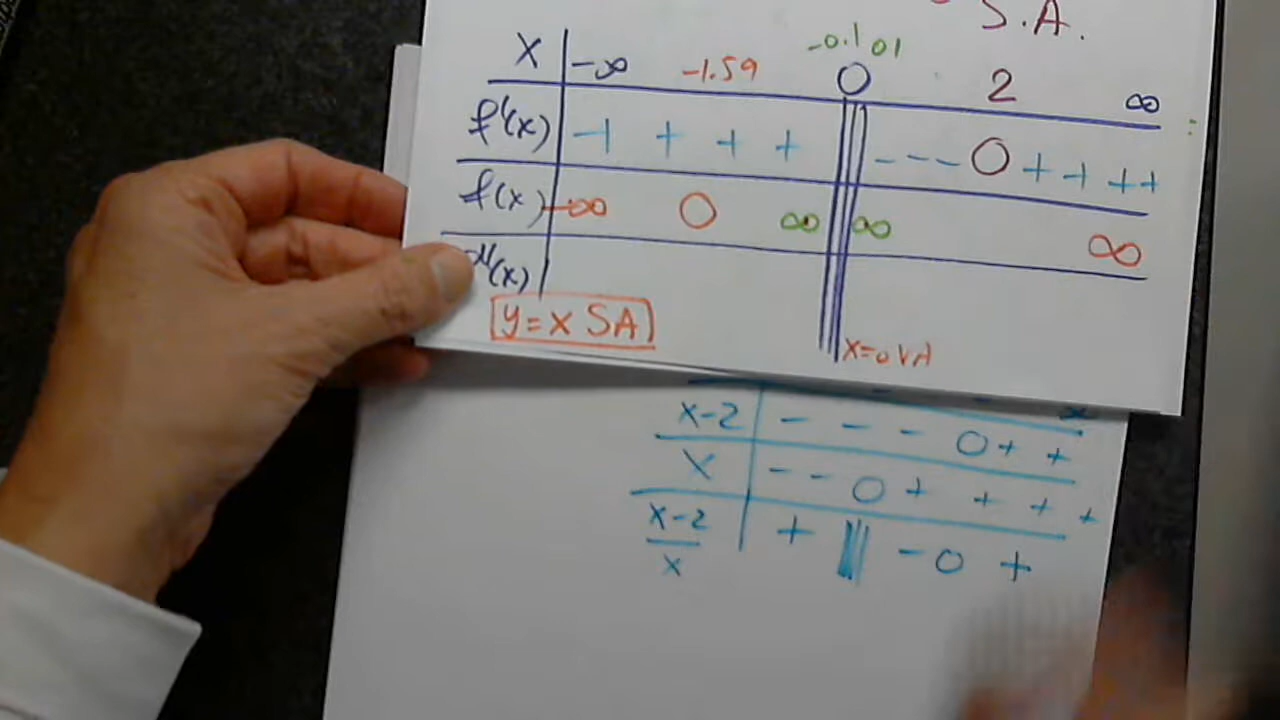 S.A.
-0.1 01
x -∞ -1.59 0 2 ∞
f'(x) + + + + - - - 0 + + + +
f(x) -∞ 0 ∞ ∞ ∞
(x)
y=x SA
x=0 VA
x-2 - - - 0 + +
x - - 0 + + + +
x-2
x
+ - 0 +